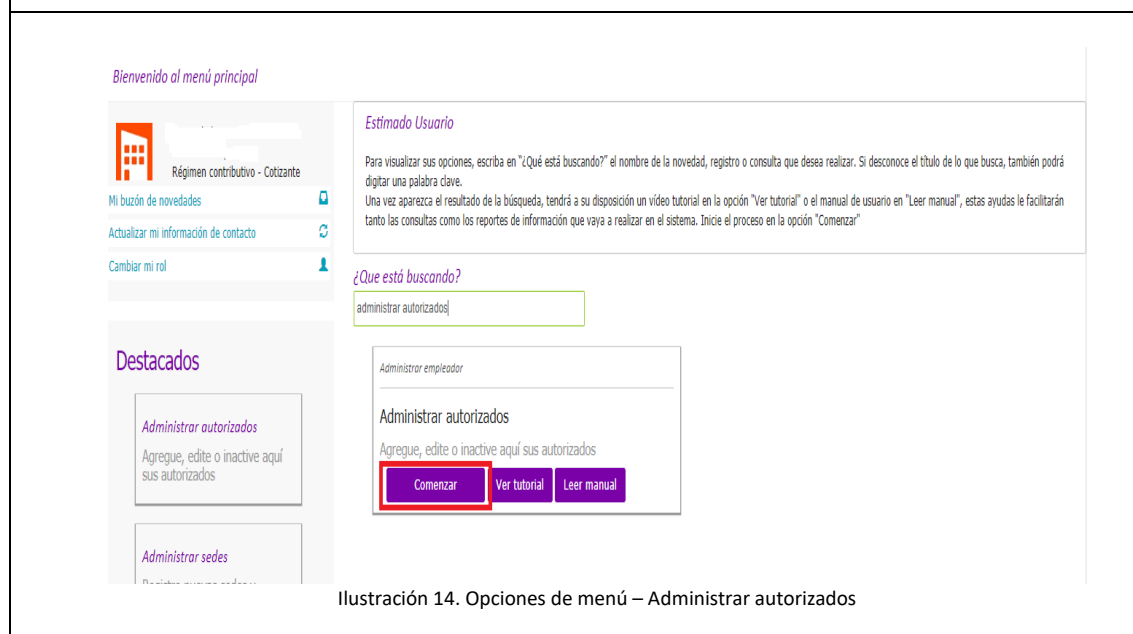 Bienvenido al menú principal
Régimen contributivo - Cotizante
Mi buzón de novedades
Actualizar mi información de contacto
Cambiar mi rol
Destacados
Administrar autorizados
Agregue, edite o inactive aquí
sus autorizados
Administrar sedes
Estimado Usuario
Para visualizar sus opciones, escriba en "¿Qué está buscando?" el nombre de la novedad, registro o consulta que desea realizar. Si desconoce el título de lo que busca, también podrá
digitar una palabra clave.
Una vez aparezca el resultado de la búsqueda, tendrá a su disposición un vídeo tutorial en la opción "Ver tutorial" o el manual de usuario en "Leer manual", estas ayudas le facilitarán
tanto las consultas como los reportes de información que vaya a realizar en el sistema. Inicie el proceso en la opción "Comenzar"
¿Que está buscando?
administrar autorizados
Administrar empleador
Administrar autorizados
Agregue, edite o inactive aquí sus autorizados
Comenzar Ver tutorial Leer manual
Ilustración 14. Opciones de menú – Administrar autorizados